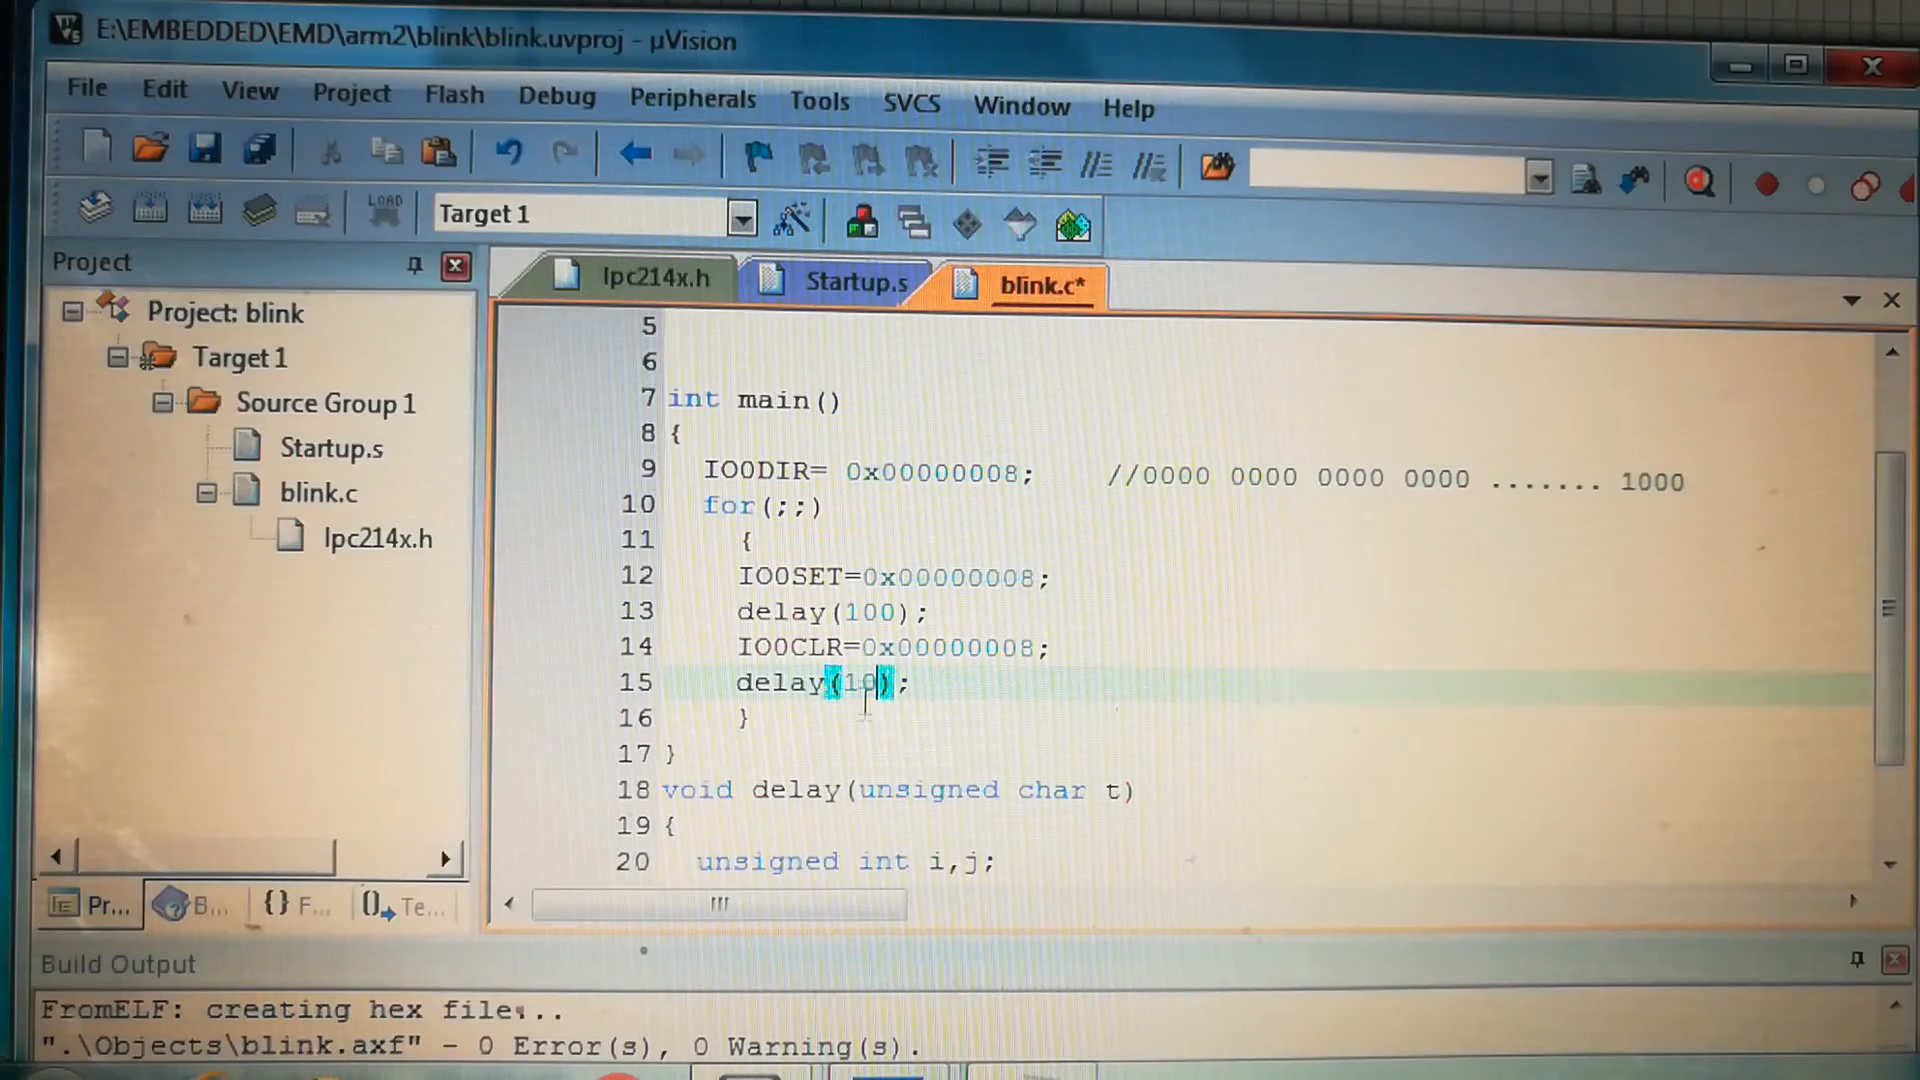 E:\EMBEDDED\EMD\arm2\blink\blink.uvproj - µVision
File Edit View Project Flash Debug Peripherals Tools SVCS Window Help
LOAD
Target 1
Project
Project: blink
Target 1
Source Group 1
Startup.s
blink.c
lpc214x.h
Pr... B... {} F... Te...
lpc214x.h Startup.s blink.c*
5
6
7 int main()
8 {
9 IO0DIR= 0x00000008; //0000 0000 0000 0000 ....... 1000
10 for(;;)
11 {
12 IO0SET=0x00000008;
13 delay(100);
14 IO0CLR=0x00000008;
15 delay(10);
16 }
17 }
18 void delay(unsigned char t)
19 {
20 unsigned int i,j;
Build Output
FromELF: creating hex file...
".\Objects\blink.axf" - 0 Error(s), 0 Warning(s).